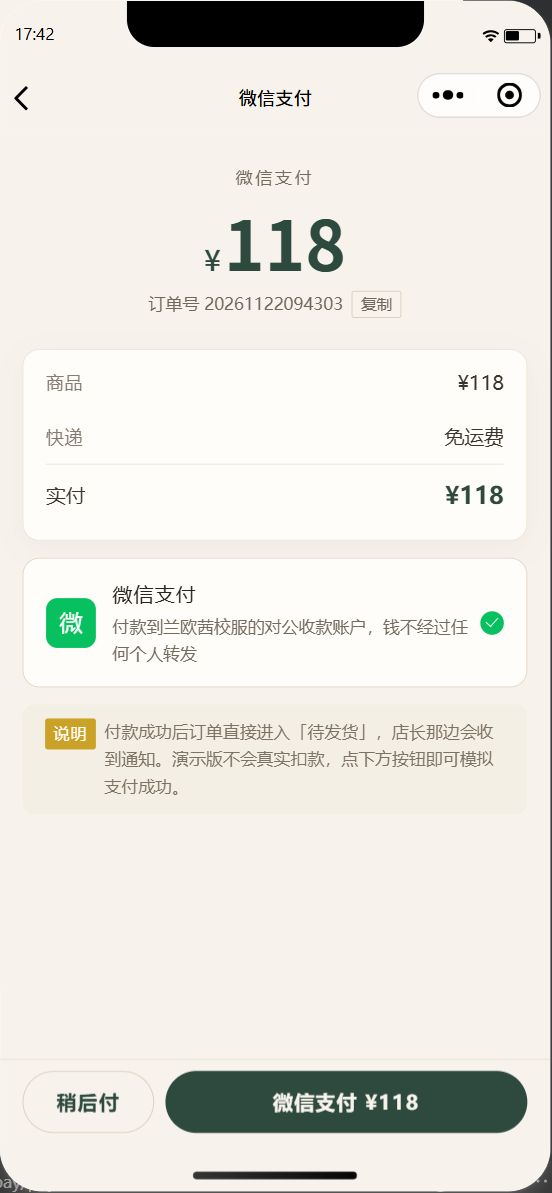 17:42
微信支付
微信支付
¥118
订单号 20261122094303 复制
商品 ¥118
快递 免运费
实付 ¥118
微信支付
微 付款到兰欧茜校服的对公收款账户，钱不经过任
何个人转发
说明 付款成功后订单直接进入「待发货」，店长那边会收
到通知。演示版不会真实扣款，点下方按钮即可模拟
支付成功。
稍后付 微信支付 ¥118